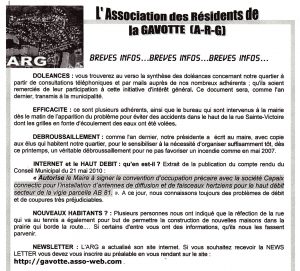 L'Association des Résidents de
la GAVOTTE (A-R-G)
ARG
BREVES INFOS...BREVES INFOS...BREVES INFOS...
DOLEANCES : vous trouverez au verso la synthèse des doléances concernant notre quartier à
partir de consultations téléphoniques et par mails auprès de nos nombreux adhérents ; qu'ils soient
remerciés de leur participation à cette initiative d'intérêt général. Ce document sera, comme l'an
dernier, transmis à la municipalité.
EFFICACITE : ce sont plusieurs adhérents, ainsi que le bureau qui sont intervenus à la mairie
dès le matin de l'apparition du problème pour éviter des accidents dans le haut de la rue Sainte-Victoire
dont les grilles en fonte d'écoulement des eaux ont été volées.
DEBROUSSAILLEMENT : comme l'an dernier, notre présidente a écrit au maire, avec copie
aux élus qui habitent notre quartier, pour le sensibiliser à la nécessité d'organiser suffisamment tôt, dès
ce printemps, un véritable débroussaillement pour ne pas favoriser un incendie comme en mai 2007.
INTERNET et le HAUT DEBIT : qu'en est-il ? Extrait de la publication du compte rendu du
Conseil Municipal du 21 mai 2010 :
« Autorise le Maire à signer la convention d'occupation précaire avec la société Capais
connectic pour l'installation d'antennes de diffusion et de faisceaux hertziens pour le haut débit
secteur de la vigie parcelle AB 81. ». A ce jour, nous connaissons toujours des problèmes de débit
et de coupures très préjudiciables.
NOUVEAUX HABITANTS ? : Plusieurs personnes nous ont indiqué que la réfection de la rue
qui va au tennis a également pour but de permettre la construction de nouvelles maisons dans la
prairie qui borde la route.... Si certains d'entre vous ont des informations, qu'ils nous les fassent
parvenir.
NEWSLETTER : L'ARG a actualisé son site internet. Si vous souhaitez recevoir la NEWS
LETTER vous devez vous inscrire au préalable en vous rendant sur le site :
http://gavotte.asso-web.com